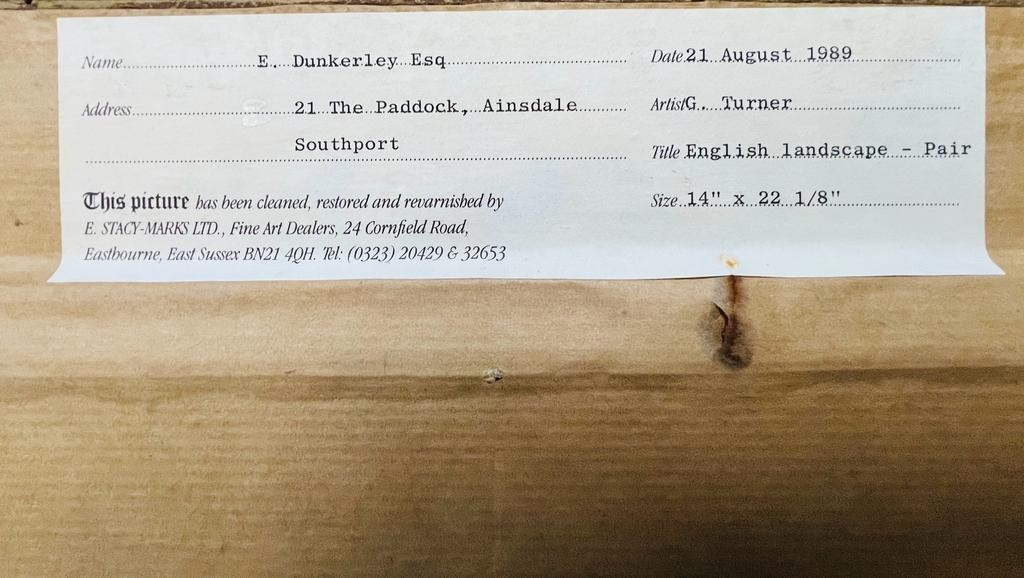 Name E. Dunkerley Esq
Address 21 The Paddock, Ainsdale
Southport
This picture has been cleaned, restored and revarnished by
E. STACY-MARKS LTD., Fine Art Dealers, 24 Cornfield Road,
Eastbourne, East Sussex BN21 4QH. Tel: (0323) 20429 & 32653
Date 21 August 1989
Artist G. Turner
Title English landscape - Pair
Size 14" x 22 1/8"